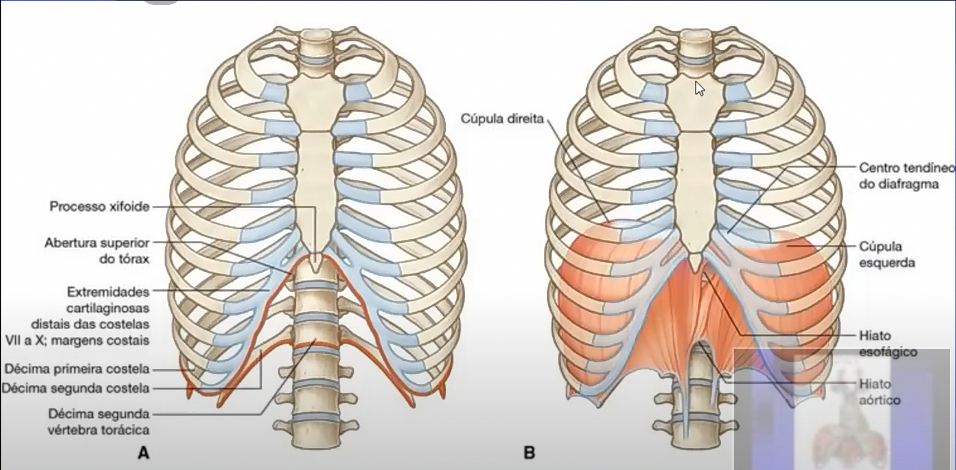 Processo xifoide
Abertura superior
do tórax
Extremidades
cartilaginosas
distais das costelas
VII a X; margens costais
Décima primeira costela
Décima segunda costela
Décima segunda
vértebra torácica
A
Cúpula direita
Centro tendíneo
do diafragma
Cúpula
esquerda
Hiato
esofágico
Hiato
aórtico
B